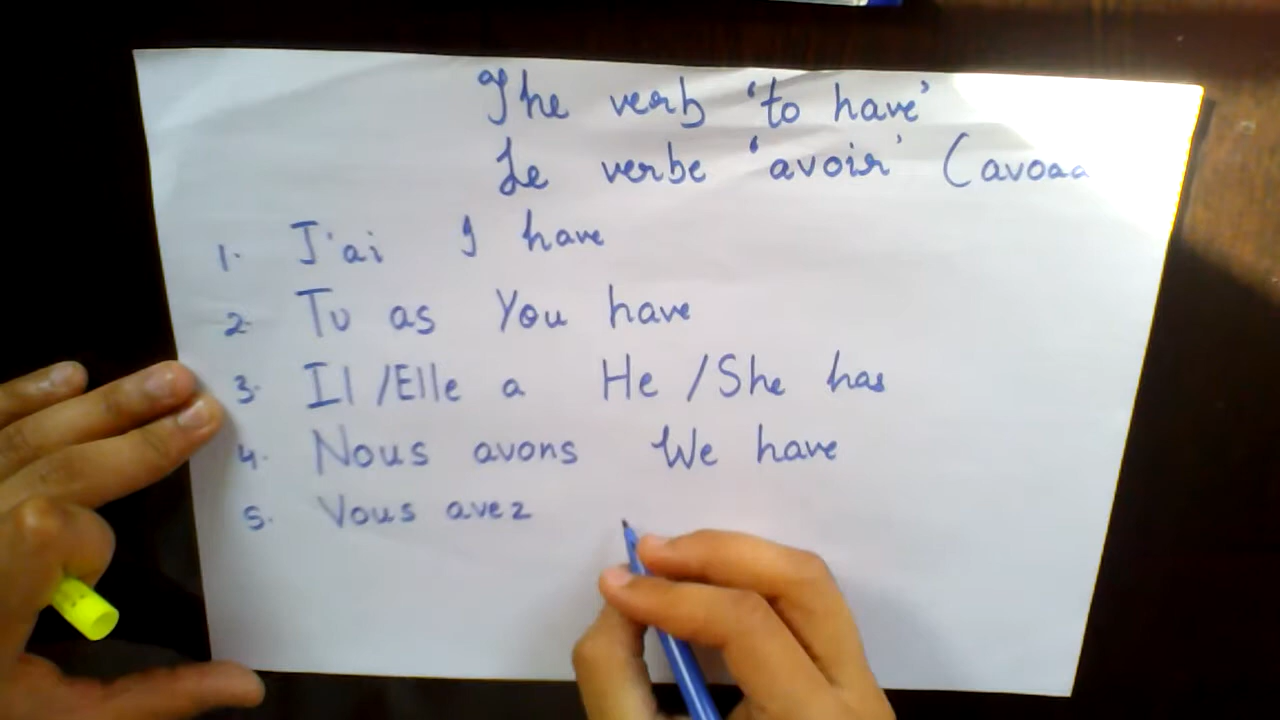 The verb 'to have'
Le verbe 'avoir' (avoaa
1. J'ai I have
2. Tu as You have
3. Il/Elle a He/She has
4. Nous avons We have
5. Vous avez